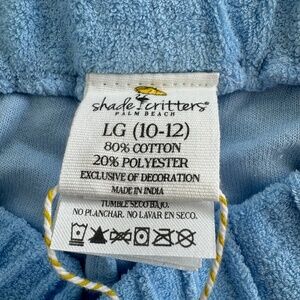 shade critters®
PALM BEACH
LG (10-12)
80% COTTON
20% POLYESTER
EXCLUSIVE OF DECORATION
MADE IN INDIA
TUMBLE SECO BAJO.
NO PLANCHAR. NO LAVAR EN SECO.